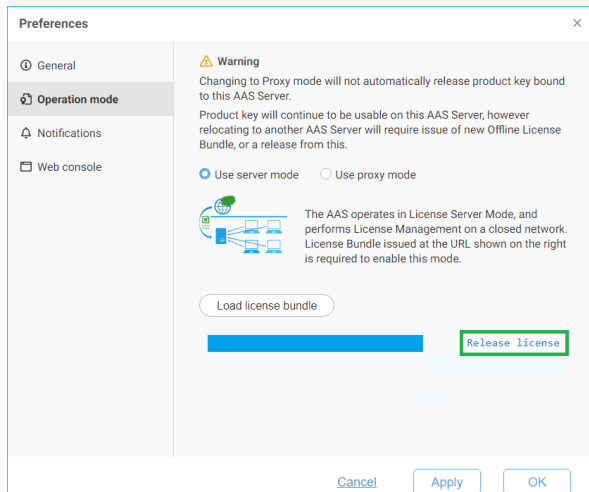 Preferences
General
Operation mode
Notifications
Web console
Warning
Changing to Proxy mode will not automatically release product key bound
to this AAS Server.
Product key will continue to be usable on this AAS Server, however
relocating to another AAS Server will require issue of new Offline License
Bundle, or a release from this.
Use server mode
Use proxy mode
The AAS operates in License Server Mode, and
performs License Management on a closed network.
License Bundle issued at the URL shown on the right
is required to enable this mode.
Load license bundle
Release license
Cancel
Apply
OK